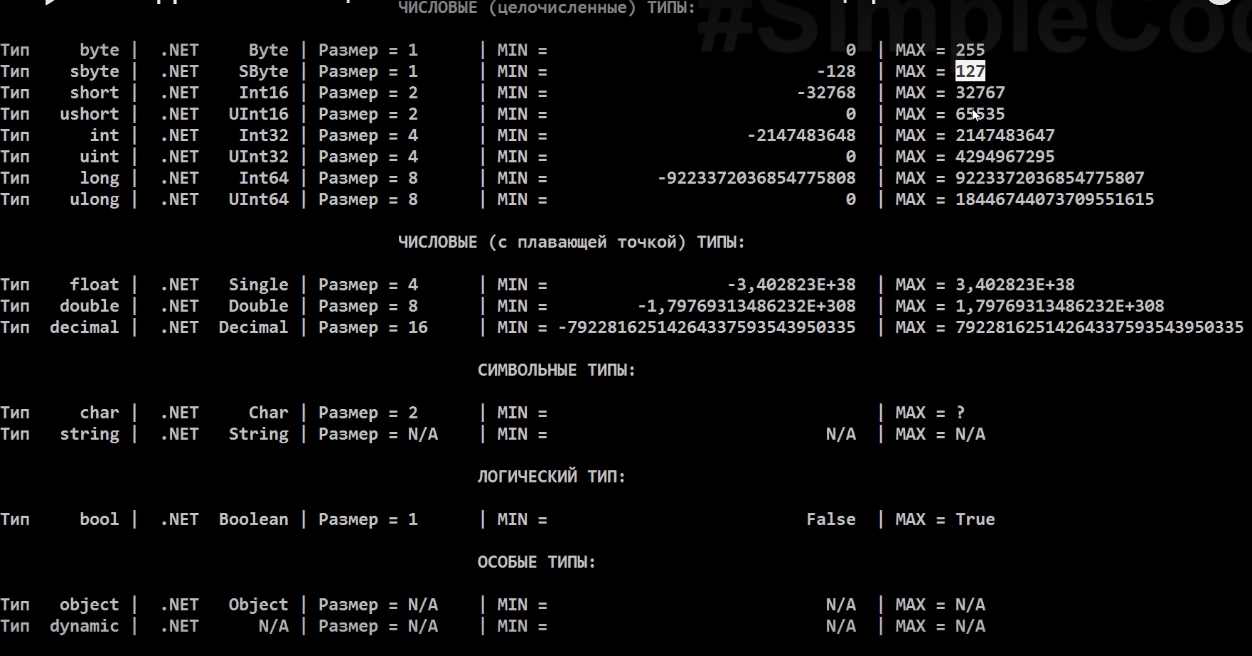 #SimpleCo
ЧИСЛОВЫЕ (целочисленные) ТИПЫ:
Тип byte | .NET Byte | Размер = 1 | MIN = 0 | MAX = 255
Тип sbyte | .NET SByte | Размер = 1 | MIN = -128 | MAX = 127
Тип short | .NET Int16 | Размер = 2 | MIN = -32768 | MAX = 32767
Тип ushort | .NET UInt16 | Размер = 2 | MIN = 0 | MAX = 65535
Тип int | .NET Int32 | Размер = 4 | MIN = -2147483648 | MAX = 2147483647
Тип uint | .NET UInt32 | Размер = 4 | MIN = 0 | MAX = 4294967295
Тип long | .NET Int64 | Размер = 8 | MIN = -9223372036854775808 | MAX = 9223372036854775807
Тип ulong | .NET UInt64 | Размер = 8 | MIN = 0 | MAX = 18446744073709551615
ЧИСЛОВЫЕ (с плавающей точкой) ТИПЫ:
Тип float | .NET Single | Размер = 4 | MIN = -3,402823E+38 | MAX = 3,402823E+38
Тип double | .NET Double | Размер = 8 | MIN = -1,79769313486232E+308 | MAX = 1,79769313486232E+308
Тип decimal | .NET Decimal | Размер = 16 | MIN = -79228162514264337593543950335 | MAX = 79228162514264337593543950335
СИМВОЛЬНЫЕ ТИПЫ:
Тип char | .NET Char | Размер = 2 | MIN = | MAX = ?
Тип string | .NET String | Размер = N/A | MIN = N/A | MAX = N/A
ЛОГИЧЕСКИЙ ТИП:
Тип bool | .NET Boolean | Размер = 1 | MIN = False | MAX = True
ОСОБЫЕ ТИПЫ:
Тип object | .NET Object | Размер = N/A | MIN = N/A | MAX = N/A
Тип dynamic | .NET N/A | Размер = N/A | MIN = N/A | MAX = N/A